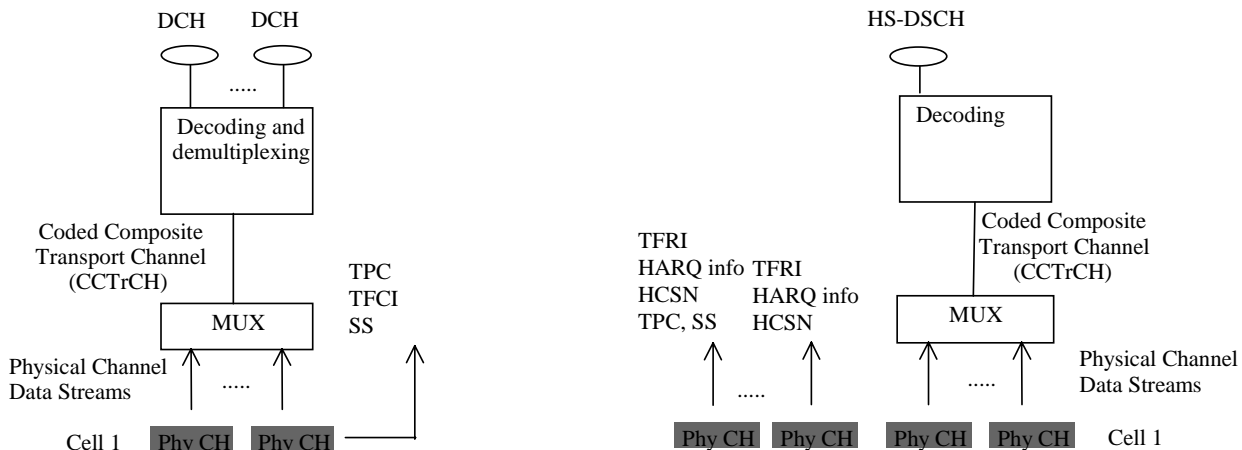 DCH DCH
.....
Decoding and
demultiplexing
Coded Composite
Transport Channel
(CCTrCH)
TPC
TFCI
SS
MUX
Physical Channel
Data Streams
.....
Cell 1 Phy CH Phy CH
HS-DSCH
Decoding
Coded Composite
Transport Channel
(CCTrCH)
TFRI
HARQ info
HCSN
TPC, SS
TFRI
HARQ info
HCSN
MUX
Physical Channel
Data Streams
.....
.....
Phy CH Phy CH Phy CH Phy CH Cell 1